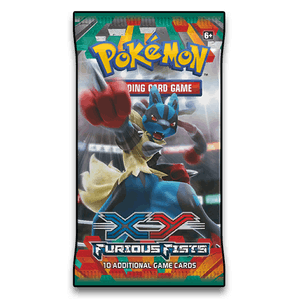 6+
POKéMON
DING CARD GAME
XY
FURIOUS FISTS
10 ADDITIONAL GAME CARDS